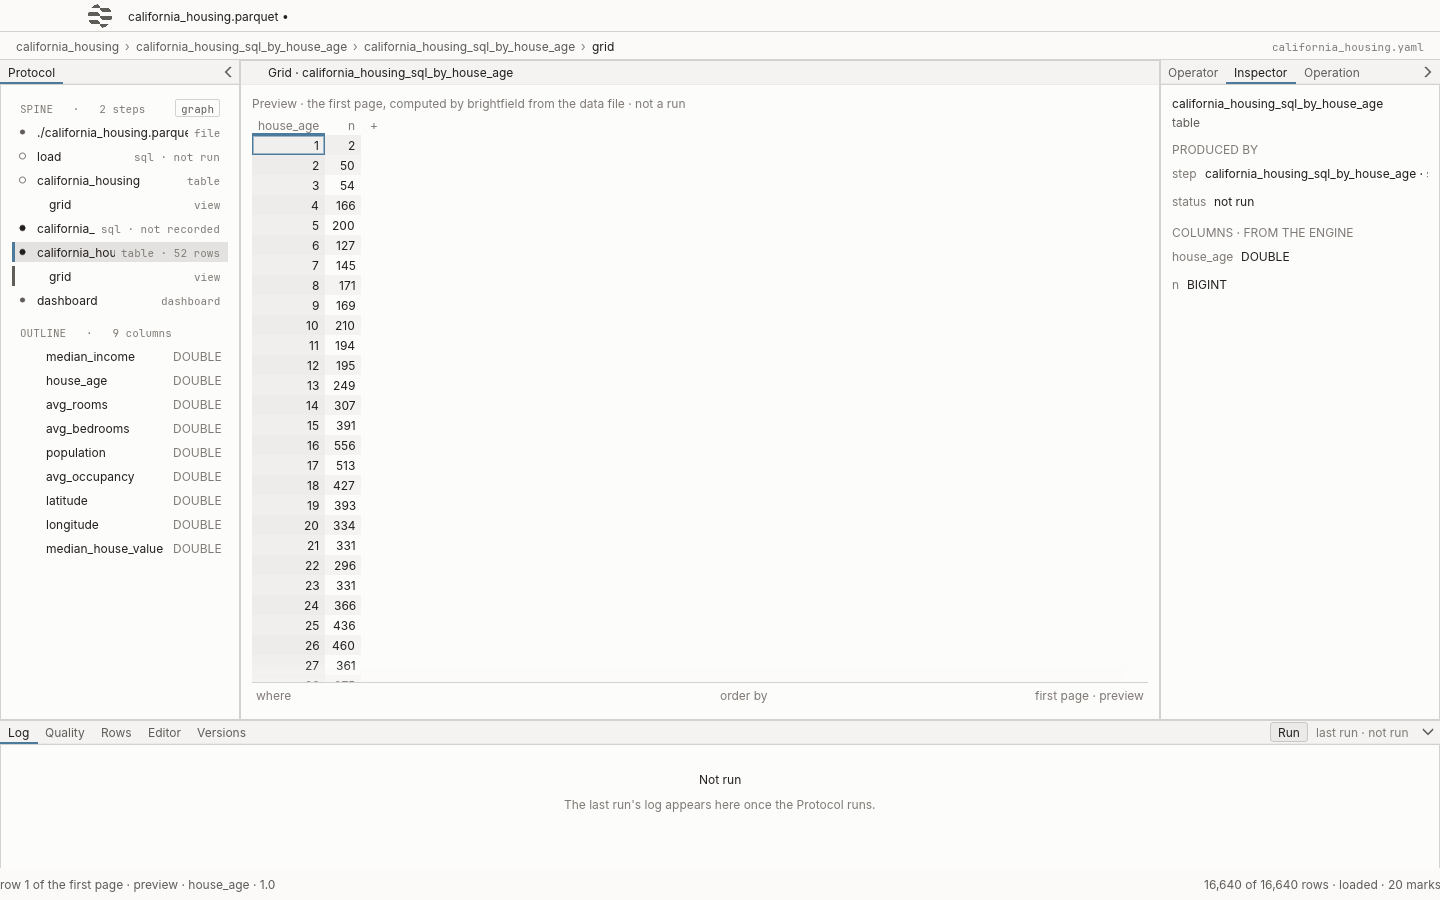 california_housing.parquet •
california_housing › california_housing_sql_by_house_age › california_housing_sql_by_house_age › grid
california_housing.yaml
Protocol
SPINE · 2 steps graph
./california_housing.parque file
load sql · not run
california_housing table
grid view
california_ sql · not recorded
california_hou table · 52 rows
grid view
dashboard dashboard
OUTLINE · 9 columns
median_income DOUBLE
house_age DOUBLE
avg_rooms DOUBLE
avg_bedrooms DOUBLE
population DOUBLE
avg_occupancy DOUBLE
latitude DOUBLE
longitude DOUBLE
median_house_value DOUBLE
Grid · california_housing_sql_by_house_age
Preview · the first page, computed by brightfield from the data file · not a run
house_age n +
1 2
2 50
3 54
4 166
5 200
6 127
7 145
8 171
9 169
10 210
11 194
12 195
13 249
14 307
15 391
16 556
17 513
18 427
19 393
20 334
21 331
22 296
23 331
24 366
25 436
26 460
27 361
where order by first page · preview
Operator Inspector Operation
california_housing_sql_by_house_age
table
PRODUCED BY
step california_housing_sql_by_house_age ·
status not run
COLUMNS · FROM THE ENGINE
house_age DOUBLE
n BIGINT
Log Quality Rows Editor Versions
Run last run · not run
Not run
The last run's log appears here once the Protocol runs.
row 1 of the first page · preview · house_age · 1.0
16,640 of 16,640 rows · loaded · 20 marks